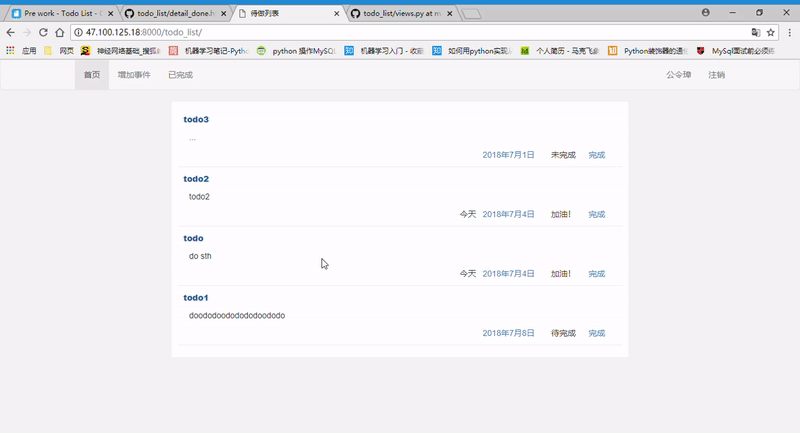 Pre work - Todo List - G
todo_list/detail_done.h
待做列表
todo_list/views.py at m
47.100.125.18:8000/todo_list/
应用
网页
神经网络基础_搜狐
机器学习笔记-Pytho
python 操作MySQL
机器学习入门 - 收藏
如何用python实现
个人简历 - 马克飞象
Python装饰器的通俗
MySql面试前必须
首页 增加事件 已完成 公令璋 注销
todo3
...
2018年7月1日 未完成 完成
todo2
todo2
今天 2018年7月4日 加油! 完成
todo
do sth
今天 2018年7月4日 加油! 完成
todo1
doododoododododoododo
2018年7月8日 待完成 完成